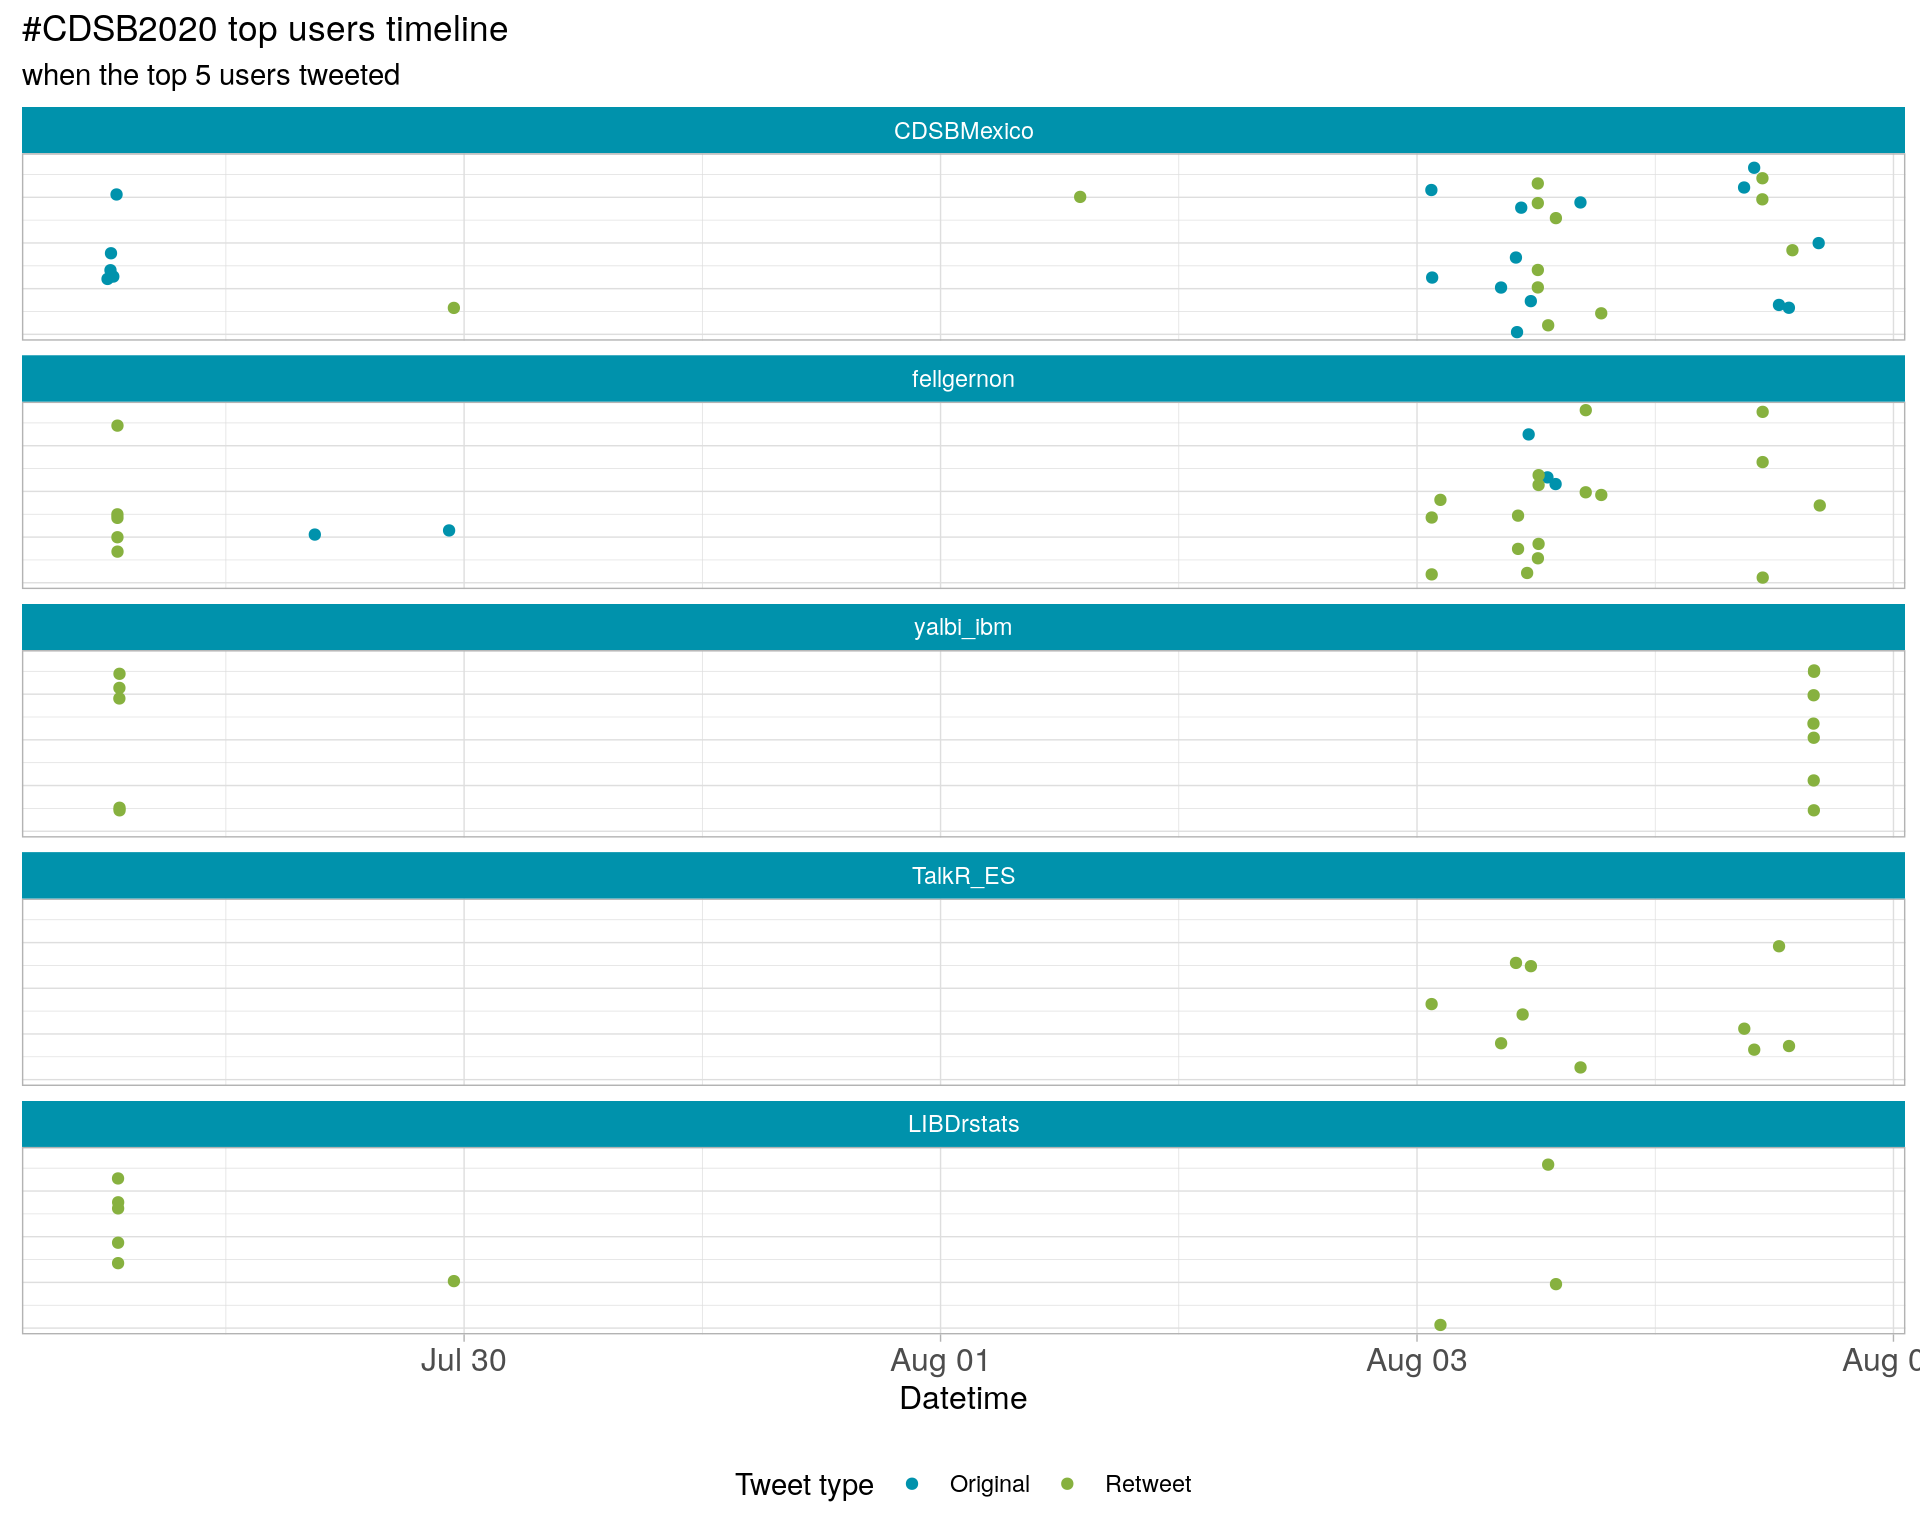 #CDSB2020 top users timeline
when the top 5 users tweeted
CDSBMexico
fellgernon
yalbi_ibm
TalkR_ES
LIBDrstats
Jul 30 Aug 01 Aug 03 Aug
Datetime
Tweet type Original Retweet